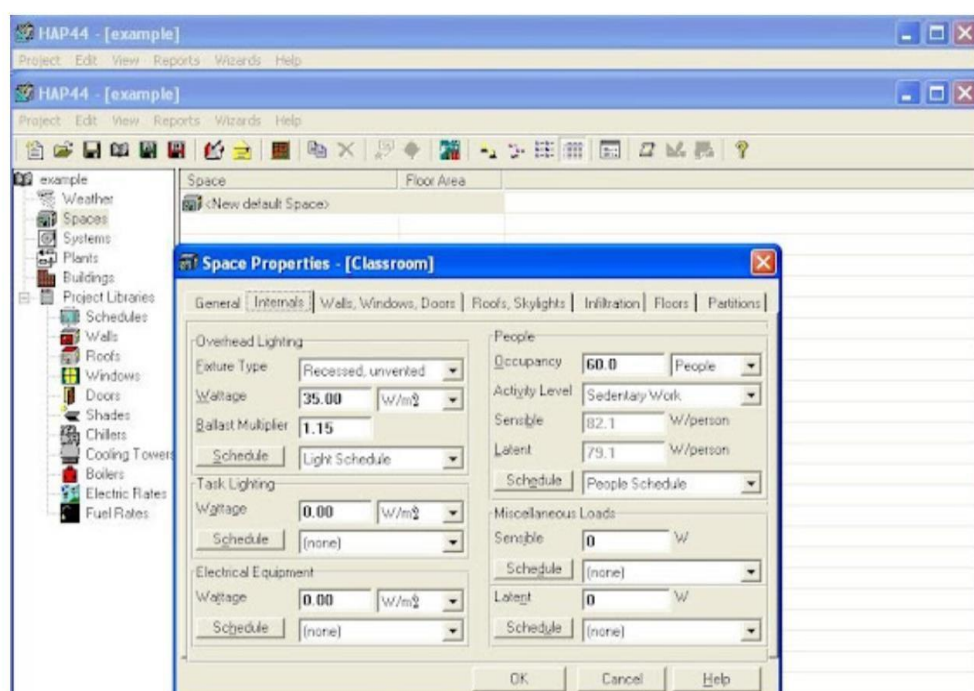 HAP44 - [example]
Project Edit View Reports Wizards Help
HAP44 - [example]
Project Edit View Reports Wizards Help
example
Weather
Spaces
Systems
Plants
Buildings
Project Libraries
Schedules
Walls
Roofs
Windows
Doors
Shades
Chillers
Cooling Towers
Boilers
Electric Rates
Fuel Rates
Space Floor Area
<New default Space>
Space Properties - [Classroom]
General Internals Walls, Windows, Doors Roofs, Skylights Infiltration Floors Partitions
Overhead Lighting
Fixture Type Recessed, unvented
Wattage 35.00 W/m²
Ballast Multiplier 1.15
Schedule Light Schedule
Task Lighting
Wattage 0.00 W/m²
Schedule (none)
Electrical Equipment
Wattage 0.00 W/m²
Schedule (none)
People
Occupancy 60.0 People
Activity Level Sedentary Work
Sensible 82.1 W/person
Latent 79.1 W/person
Schedule People Schedule
Miscellaneous Loads
Sensible 0 W
Schedule (none)
Latent 0 W
Schedule (none)
OK Cancel Help